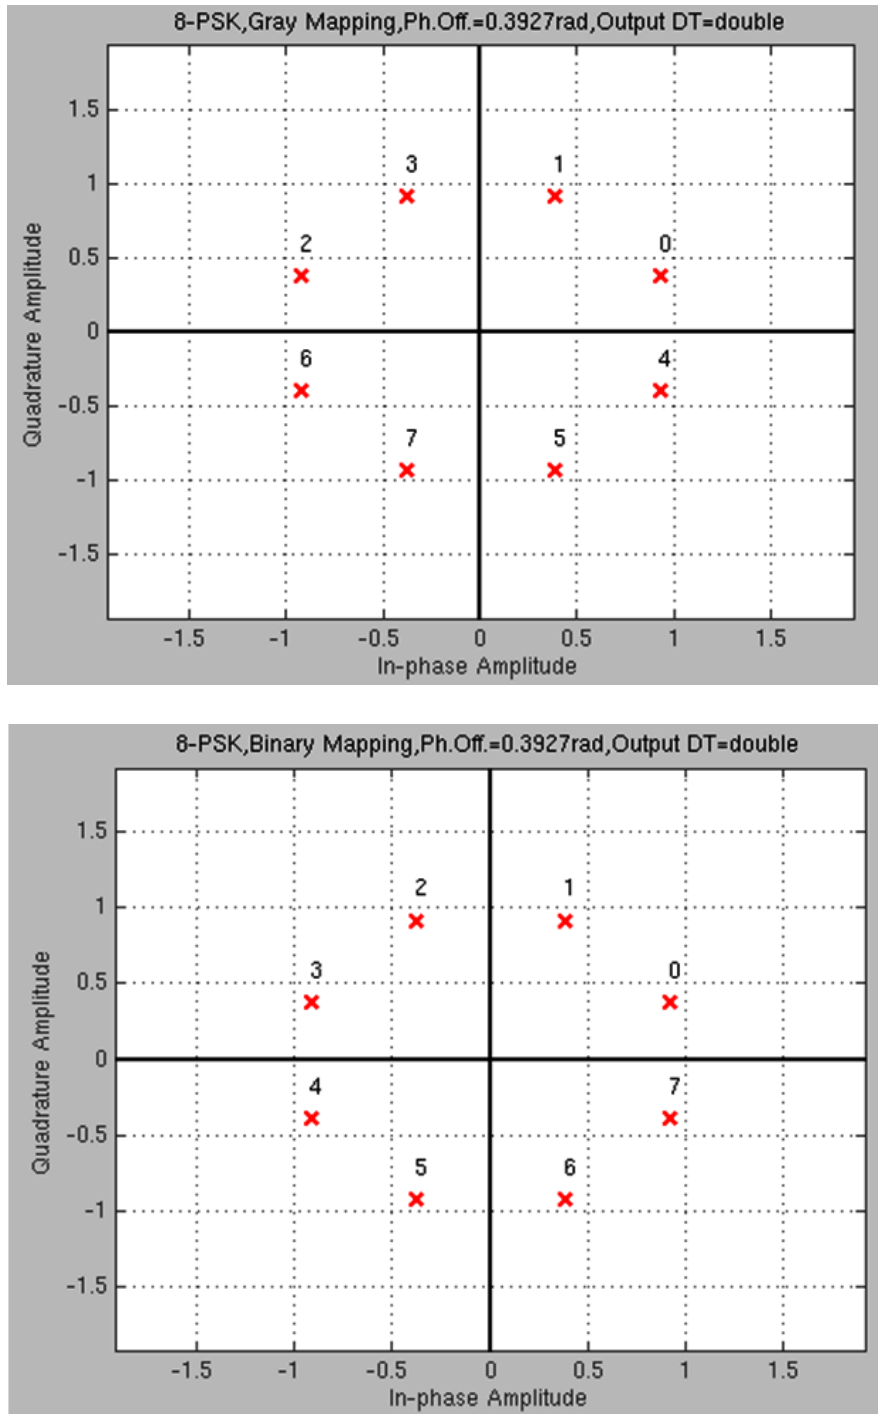 8-PSK,Gray Mapping,Ph.Off.=0.3927rad,Output DT=double
1.5
3 1
1
2 0
0.5
0
6 4
-0.5
7 5
-1
-1.5
Quadrature Amplitude
-1.5 -1 -0.5 0 0.5 1 1.5
In-phase Amplitude
8-PSK,Binary Mapping,Ph.Off.=0.3927rad,Output DT=double
1.5
2 1
1
3 0
0.5
0
4 7
-0.5
5 6
-1
-1.5
Quadrature Amplitude
-1.5 -1 -0.5 0 0.5 1 1.5
In-phase Amplitude